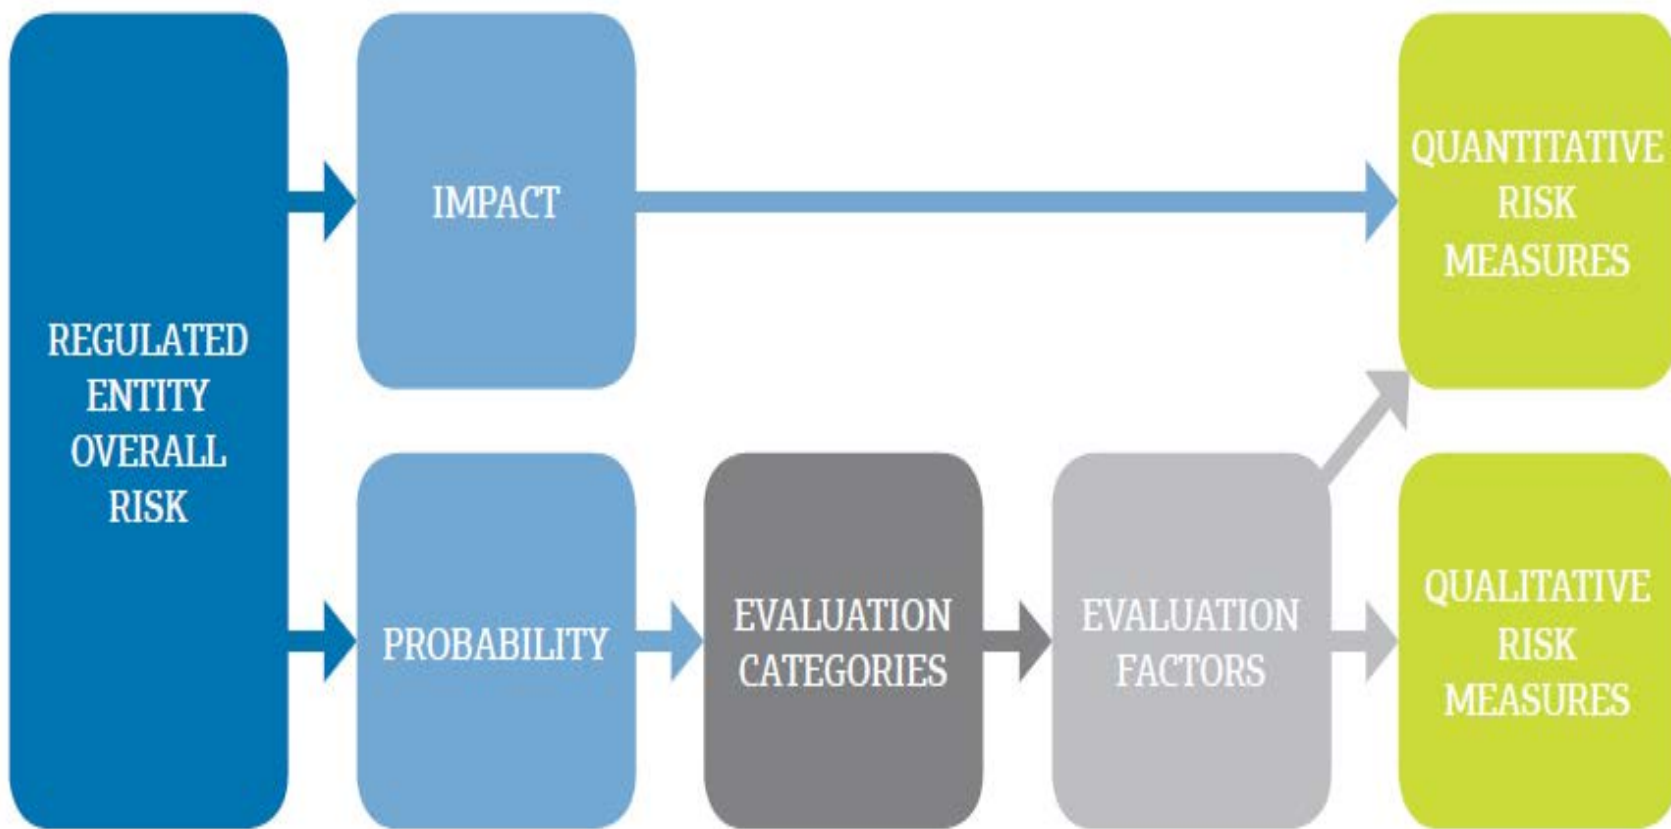 REGULATED
ENTITY
OVERALL
RISK
IMPACT
QUANTITATIVE
RISK
MEASURES
PROBABILITY
EVALUATION
CATEGORIES
EVALUATION
FACTORS
QUALITATIVE
RISK
MEASURES